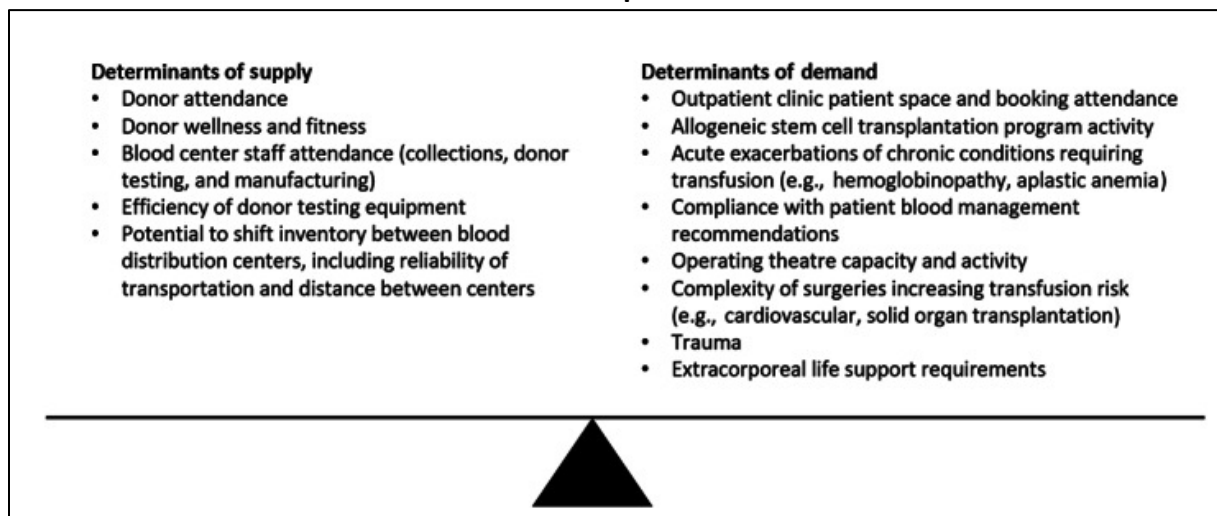 Determinants of supply
• Donor attendance
• Donor wellness and fitness
• Blood center staff attendance (collections, donor
testing, and manufacturing)
• Efficiency of donor testing equipment
• Potential to shift inventory between blood
distribution centers, including reliability of
transportation and distance between centers
Determinants of demand
• Outpatient clinic patient space and booking attendance
• Allogeneic stem cell transplantation program activity
• Acute exacerbations of chronic conditions requiring
transfusion (e.g., hemoglobinopathy, aplastic anemia)
• Compliance with patient blood management
recommendations
• Operating theatre capacity and activity
• Complexity of surgeries increasing transfusion risk
(e.g., cardiovascular, solid organ transplantation)
• Trauma
• Extracorporeal life support requirements